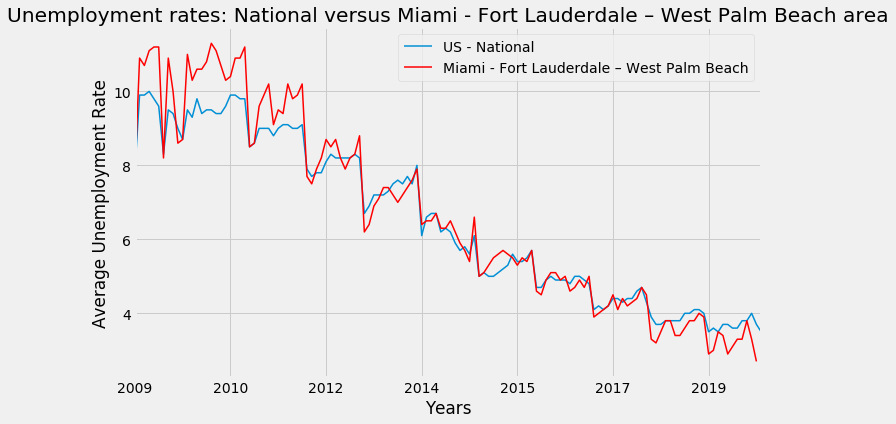 Unemployment rates: National versus Miami - Fort Lauderdale – West Palm Beach area
US - National
Miami - Fort Lauderdale – West Palm Beach
Average Unemployment Rate
10
8
6
4
2009 2010 2012 2014 2015 2017 2019
Years